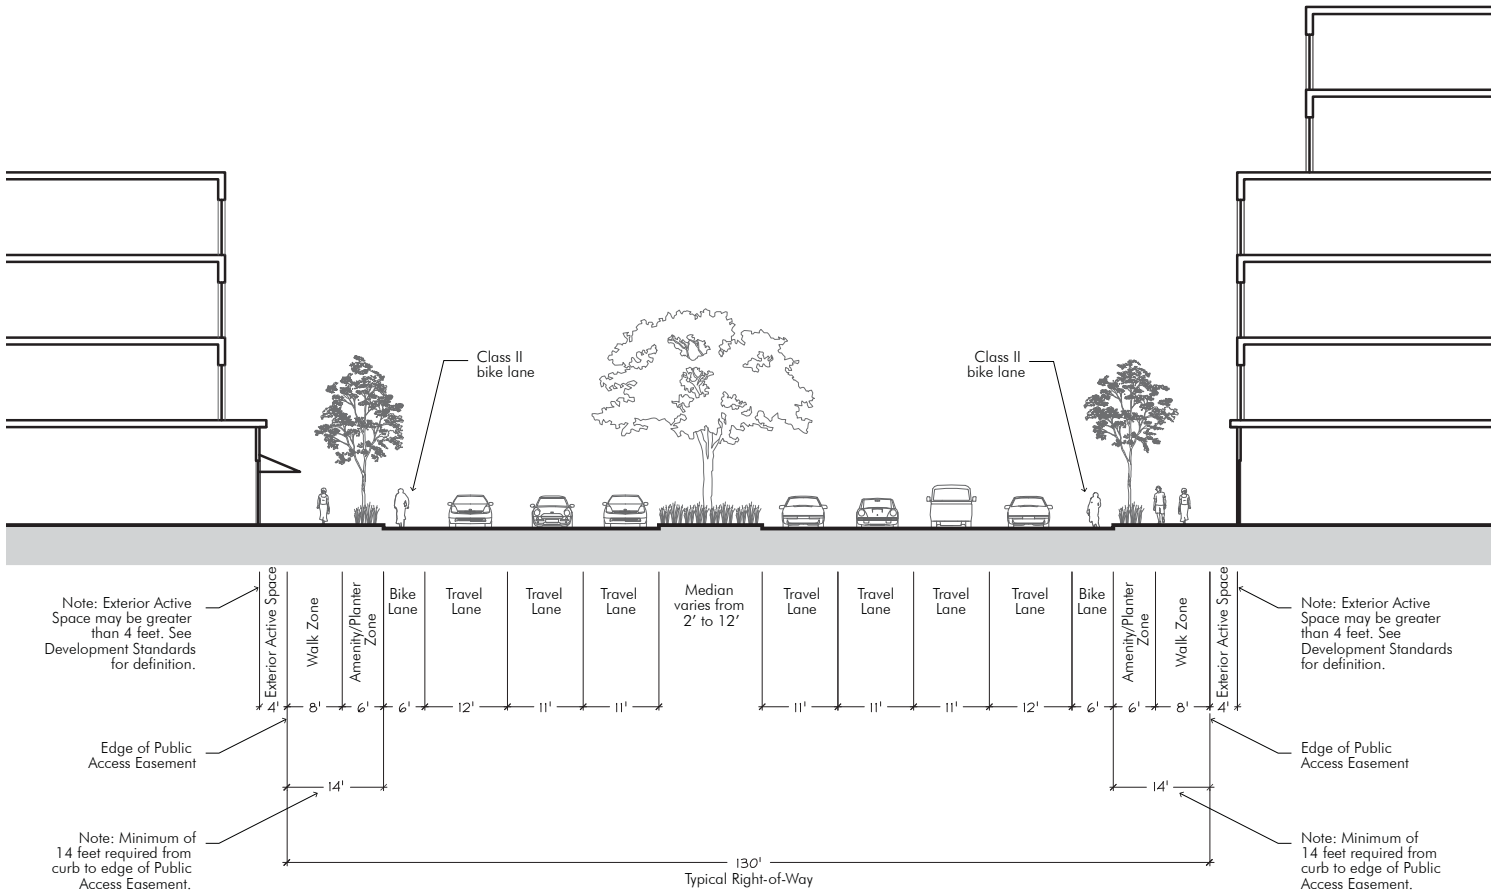 Class II
bike lane
Class II
bike lane
Note: Exterior Active
Space may be greater
than 4 feet. See
Development Standards
for definition.
Exterior Active Space
Walk Zone
Amenity/Planter
Zone
Bike
Lane
Travel
Lane
Travel
Lane
Travel
Lane
Median
varies from
2’ to 12’
Travel
Lane
Travel
Lane
Travel
Lane
Travel
Lane
Bike
Lane
Amenity/Planter
Zone
Walk Zone
Exterior Active Space
Note: Exterior Active
Space may be greater
than 4 feet. See
Development Standards
for definition.
4' 8' 6' 6' 12' 11' 11' 11' 11' 11' 12' 6' 6' 8' 4'
Edge of Public
Access Easement
Edge of Public
Access Easement
14'
14'
Note: Minimum of
14 feet required from
curb to edge of Public
Access Easement.
Note: Minimum of
14 feet required from
curb to edge of Public
Access Easement.
130'
Typical Right-of-Way